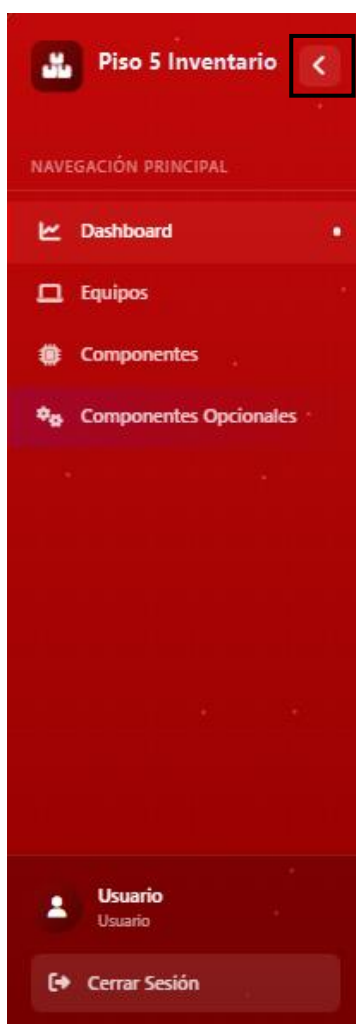 Piso 5 Inventario
NAVEGACIÓN PRINCIPAL
Dashboard
Equipos
Componentes
Componentes Opcionales
Usuario
Usuario
Cerrar Sesión